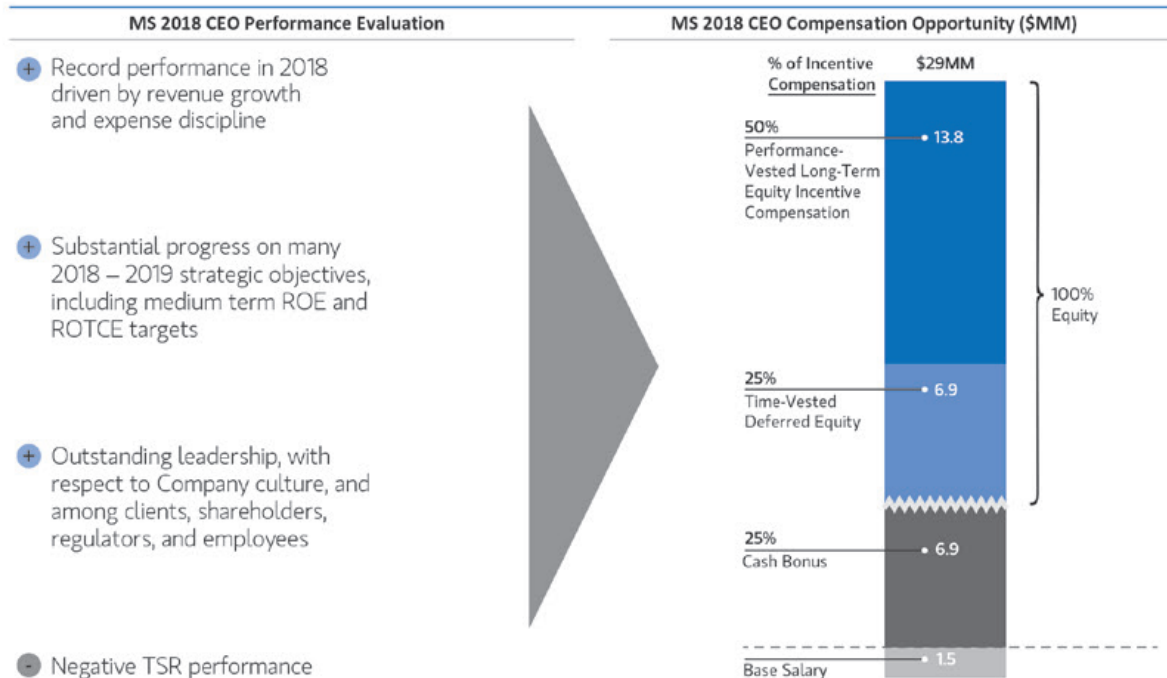 MS 2018 CEO Performance Evaluation
+ Record performance in 2018
driven by revenue growth
and expense discipline
+ Substantial progress on many
2018 – 2019 strategic objectives,
including medium term ROE and
ROTCE targets
+ Outstanding leadership, with
respect to Company culture, and
among clients, shareholders,
regulators, and employees
- Negative TSR performance
MS 2018 CEO Compensation Opportunity ($MM)
% of Incentive
Compensation
$29MM
50%
13.8
Performance-
Vested Long-Term
Equity Incentive
Compensation
100%
Equity
25%
6.9
Time-Vested
Deferred Equity
25%
6.9
Cash Bonus
1.5
Base Salary